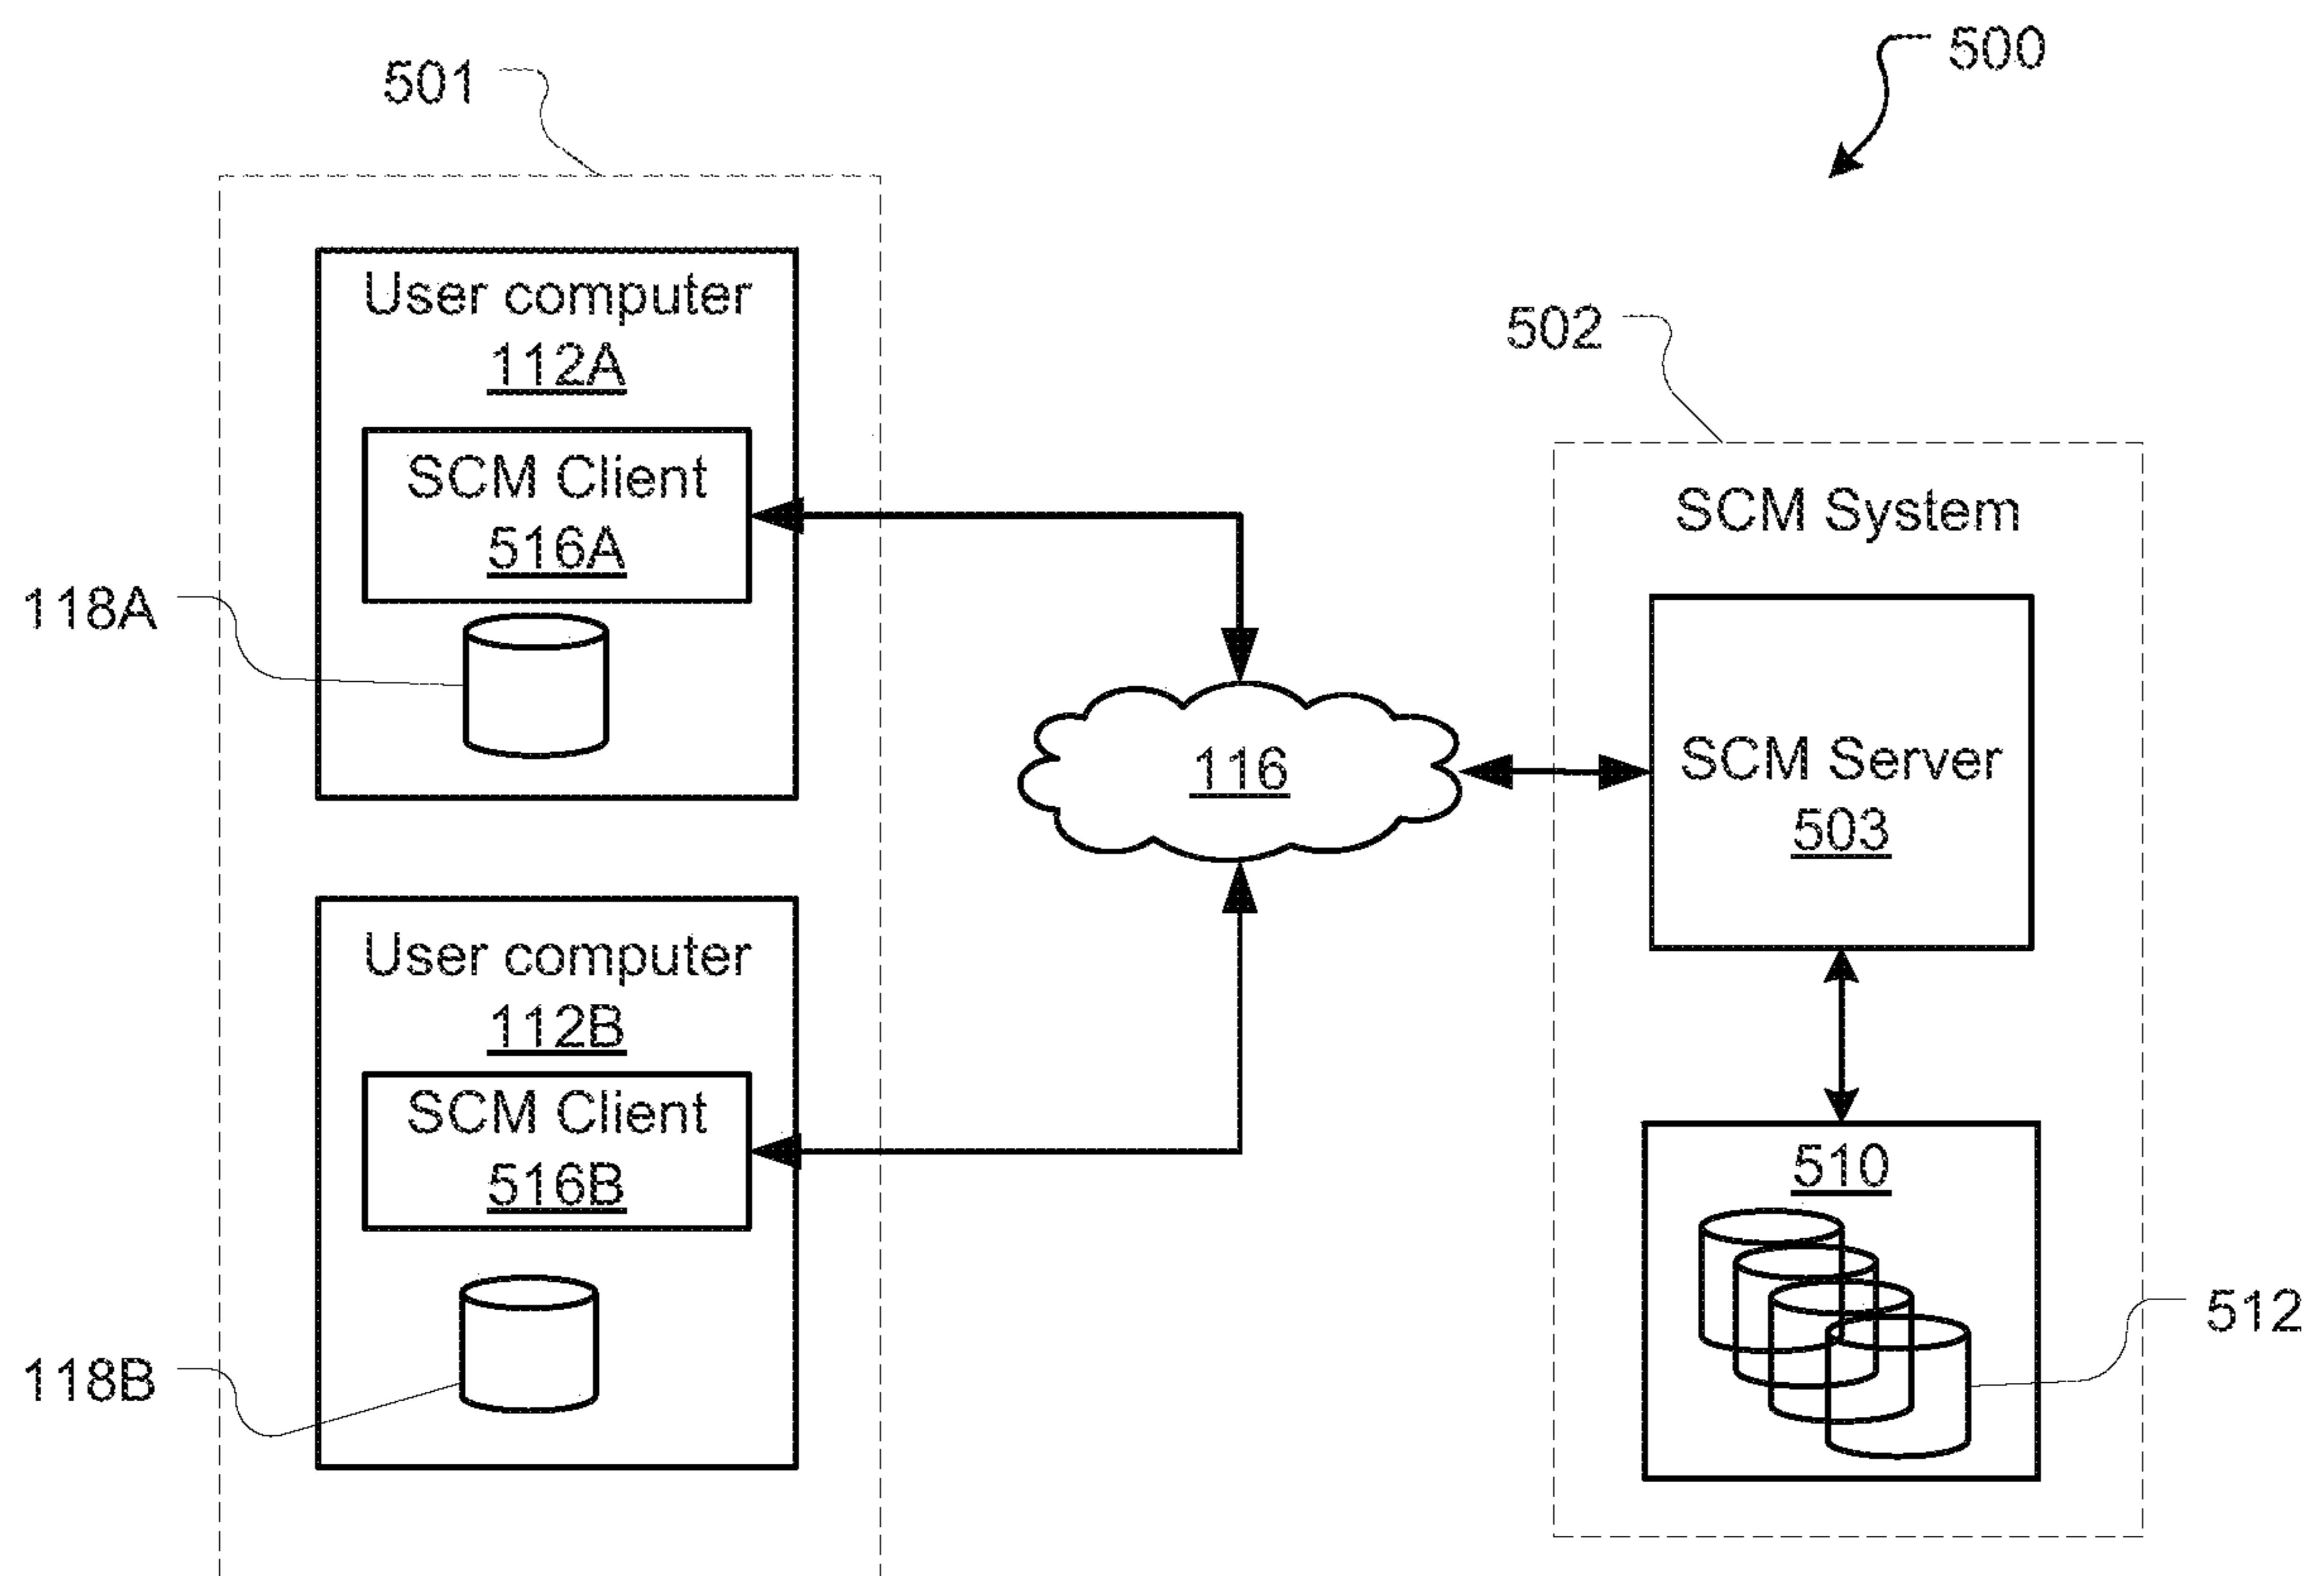 500
501
User computer
112A
502
SCM Client
516A
SCM System
118A
116
SCM Server
503
User computer
112B
SCM Client
516B
510
512
118B